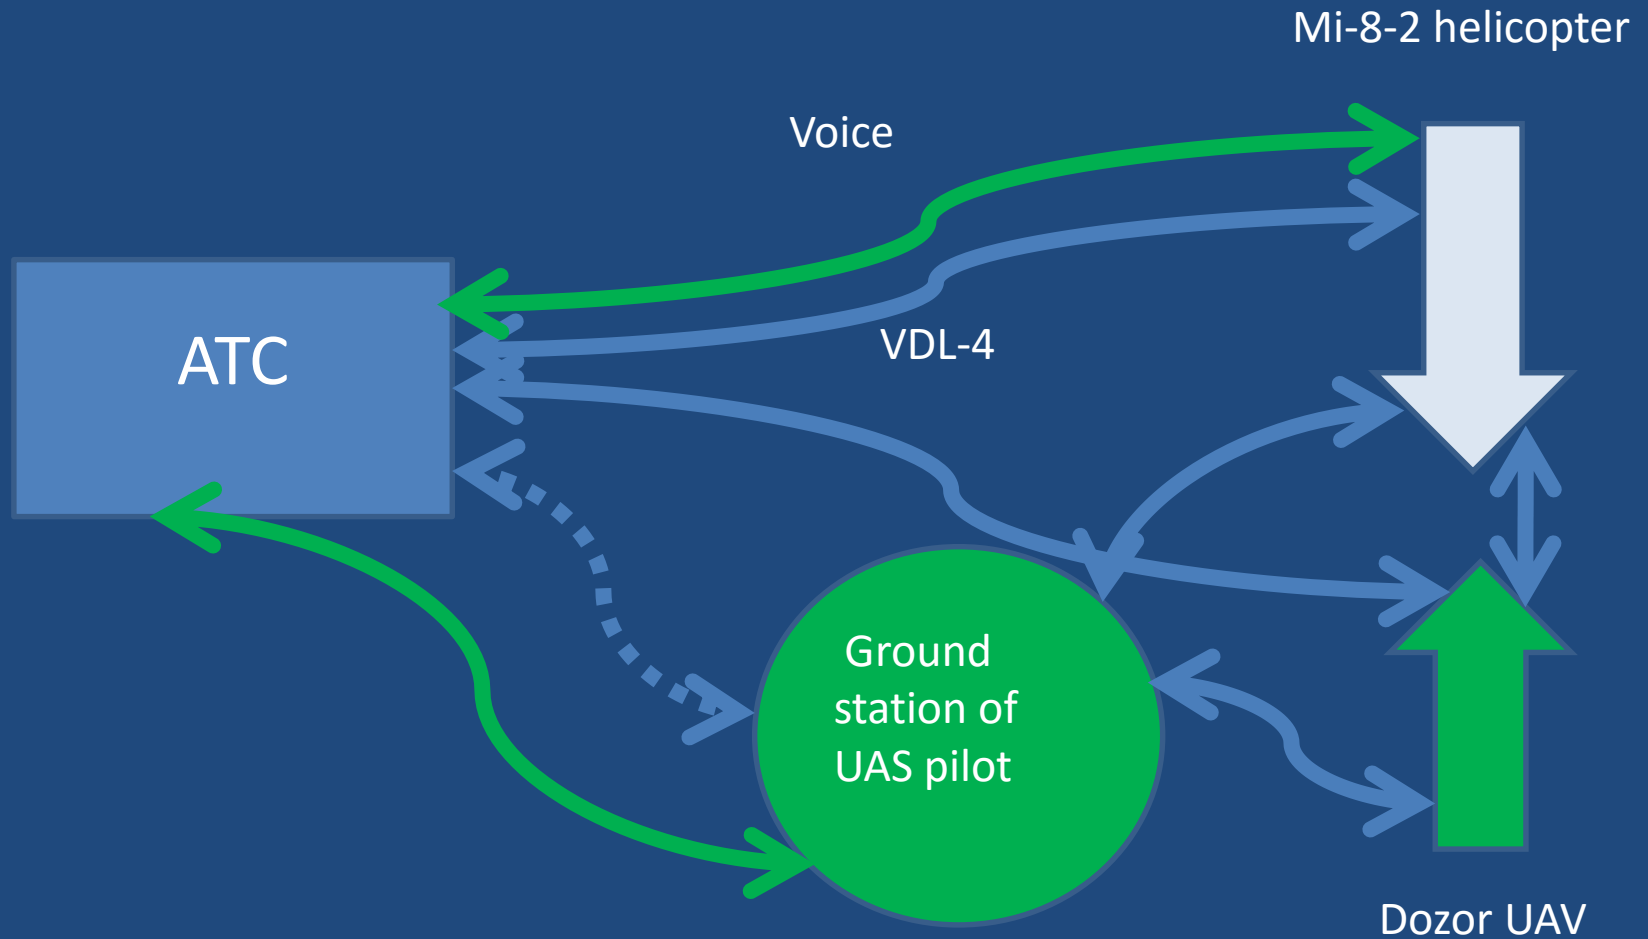 Mi-8-2 helicopter
Voice
ATC
VDL-4
Ground
station of
UAS pilot
Dozor UAV